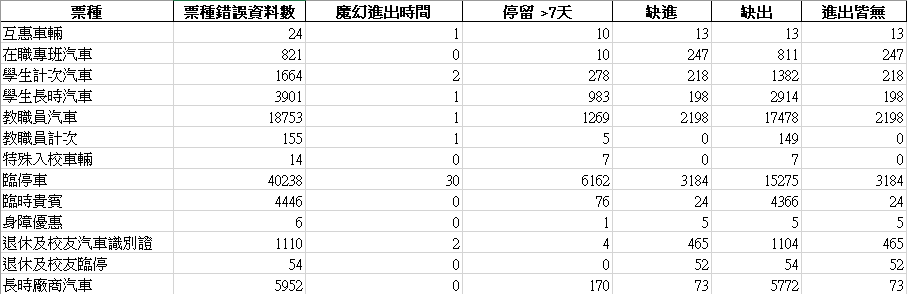 票種 票種錯誤資料數 魔幻進出時間 停留 >7天 缺進 缺出 進出皆無
互惠車輛 24 1 10 13 13 13
在職專班汽車 821 0 10 247 811 247
學生計次汽車 1664 2 278 218 1382 218
學生長時汽車 3901 1 983 198 2914 198
教職員汽車 18753 1 1269 2198 17478 2198
教職員計次 155 1 5 0 149 0
特殊入校車輛 14 0 7 0 7 0
臨停車 40238 30 6162 3184 15275 3184
臨時貴賓 4446 0 76 24 4366 24
身障優惠 6 0 1 5 5 5
退休及校友汽車識別證 1110 2 4 465 1104 465
退休及校友臨停 54 0 0 52 54 52
長時廠商汽車 5952 0 170 73 5772 73